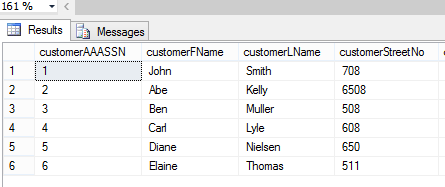 161 %
Results Messages
customerAAASSN customerFName customerLName customerStreetNo
1 1 John Smith 708
2 2 Abe Kelly 6508
3 3 Ben Muller 508
4 4 Carl Lyle 608
5 5 Diane Nielsen 650
6 6 Elaine Thomas 511